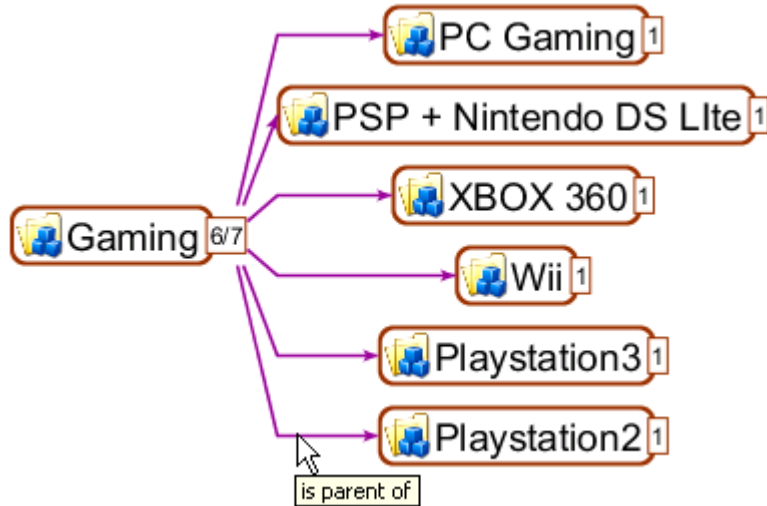 PC Gaming 1
PSP + Nintendo DS LIte 1
XBOX 360 1
Gaming 6/7
Wii 1
Playstation3 1
Playstation2 1
is parent of